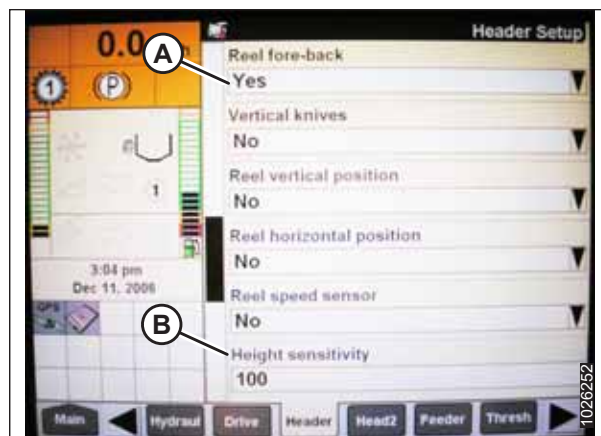 0.0
Header Setup
A
Reel fore-back
Yes
1
(P)
Vertical knives
No
Reel vertical position
No
1
Reel horizontal position
No
3:04 pm
Dec 11, 2006
Reel speed sensor
No
GPS
B
Height sensitivity
100
Main
Hydraul
Drive
Header
Head2
Feeder
Thresh
1026252